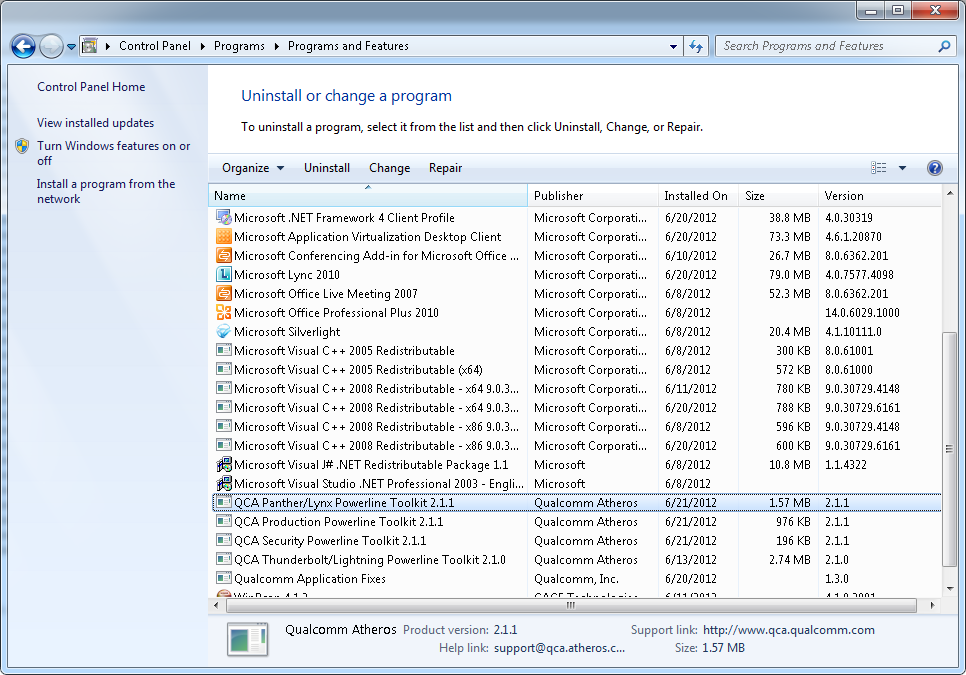 Control Panel Programs Programs and Features Search Programs and Features
Control Panel Home
View installed updates
Turn Windows features on or
off
Install a program from the
network
Uninstall or change a program
To uninstall a program, select it from the list and then click Uninstall, Change, or Repair.
Organize Uninstall Change Repair
Name Publisher Installed On Size Version
Microsoft .NET Framework 4 Client Profile Microsoft Corporati... 6/20/2012 38.8 MB 4.0.30319
Microsoft Application Virtualization Desktop Client Microsoft Corporati... 6/20/2012 73.3 MB 4.6.1.20870
Microsoft Conferencing Add-in for Microsoft Office ... Microsoft Corporati... 6/10/2012 26.7 MB 8.0.6362.201
Microsoft Lync 2010 Microsoft Corporati... 6/20/2012 79.0 MB 4.0.7577.4098
Microsoft Office Live Meeting 2007 Microsoft Corporati... 6/8/2012 52.3 MB 8.0.6362.201
Microsoft Office Professional Plus 2010 Microsoft Corporati... 6/8/2012 14.0.6029.1000
Microsoft Silverlight Microsoft Corporati... 6/8/2012 20.4 MB 4.1.10111.0
Microsoft Visual C++ 2005 Redistributable Microsoft Corporati... 6/8/2012 300 KB 8.0.61001
Microsoft Visual C++ 2005 Redistributable (x64) Microsoft Corporati... 6/8/2012 572 KB 8.0.61000
Microsoft Visual C++ 2008 Redistributable - x64 9.0.3... Microsoft Corporati... 6/11/2012 780 KB 9.0.30729.4148
Microsoft Visual C++ 2008 Redistributable - x64 9.0.3... Microsoft Corporati... 6/20/2012 788 KB 9.0.30729.6161
Microsoft Visual C++ 2008 Redistributable - x86 9.0.3... Microsoft Corporati... 6/8/2012 596 KB 9.0.30729.4148
Microsoft Visual C++ 2008 Redistributable - x86 9.0.3... Microsoft Corporati... 6/20/2012 600 KB 9.0.30729.6161
Microsoft Visual J# .NET Redistributable Package 1.1 Microsoft 6/8/2012 10.8 MB 1.1.4322
Microsoft Visual Studio .NET Professional 2003 - Engli... Microsoft 6/8/2012
QCA Panther/Lynx Powerline Toolkit 2.1.1 Qualcomm Atheros 6/21/2012 1.57 MB 2.1.1
QCA Production Powerline Toolkit 2.1.1 Qualcomm Atheros 6/21/2012 976 KB 2.1.1
QCA Security Powerline Toolkit 2.1.1 Qualcomm Atheros 6/21/2012 196 KB 2.1.1
QCA Thunderbolt/Lightning Powerline Toolkit 2.1.0 Qualcomm Atheros 6/13/2012 2.74 MB 2.1.0
Qualcomm Application Fixes Qualcomm, Inc. 6/20/2012 1.3.0
Qualcomm Atheros Product version: 2.1.1 Support link: http://www.qca.qualcomm.com
Help link: support@qca.atheros.c... Size: 1.57 MB